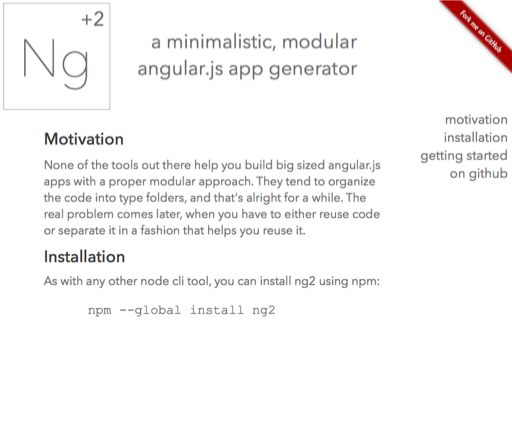 +2
Ng
a minimalistic, modular
angular.js app generator
Fork me on GitHub
motivation
installation
getting started
on github
Motivation
None of the tools out there help you build big sized angular.js
apps with a proper modular approach. They tend to organize
the code into type folders, and that's alright for a while. The
real problem comes later, when you have to either reuse code
or separate it in a fashion that helps you reuse it.
Installation
As with any other node cli tool, you can install ng2 using npm:
npm --global install ng2